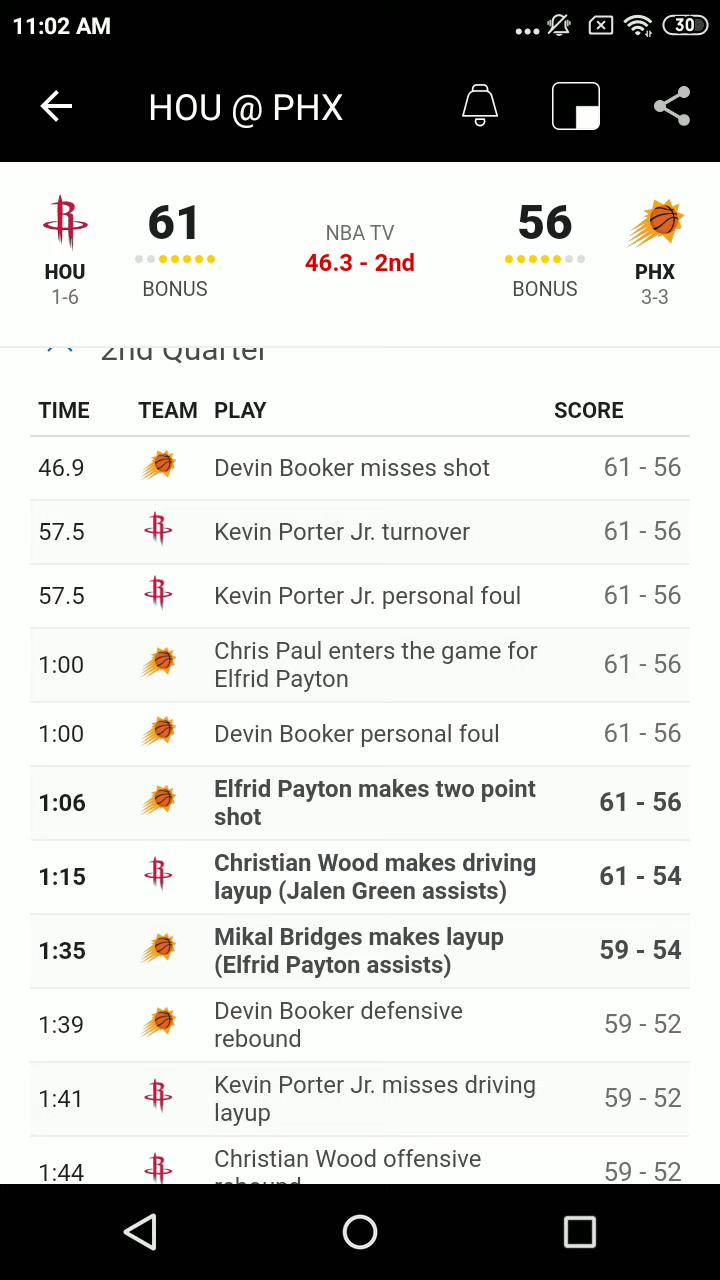 11:02 AM
30
HOU @ PHX
61
56
NBA TV
46.3 - 2nd
HOU
BONUS
BONUS
PHX
1-6
3-3
2nd Quarter
TIME TEAM PLAY SCORE
46.9 Devin Booker misses shot 61 - 56
57.5 Kevin Porter Jr. turnover 61 - 56
57.5 Kevin Porter Jr. personal foul 61 - 56
1:00 Chris Paul enters the game for
Elfrid Payton 61 - 56
1:00 Devin Booker personal foul 61 - 56
1:06 Elfrid Payton makes two point
shot 61 - 56
1:15 Christian Wood makes driving
layup (Jalen Green assists) 61 - 54
1:35 Mikal Bridges makes layup
(Elfrid Payton assists) 59 - 54
1:39 Devin Booker defensive
rebound 59 - 52
1:41 Kevin Porter Jr. misses driving
layup 59 - 52
1:44 Christian Wood offensive
rebound 59 - 52